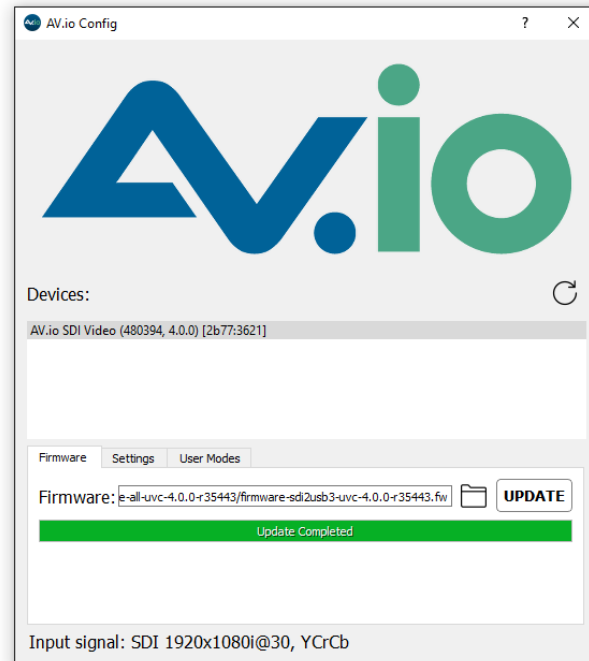 AV.io Config ?
AV.io
Devices:
AV.io SDI Video (480394, 4.0.0) [2b77:3621]
Firmware Settings User Modes
Firmware: e-all-uvc-4.0.0-r35443/firmware-sdi2usb3-uvc-4.0.0-r35443.fw UPDATE
Update Completed
Input signal: SDI 1920x1080i@30, YCrCb